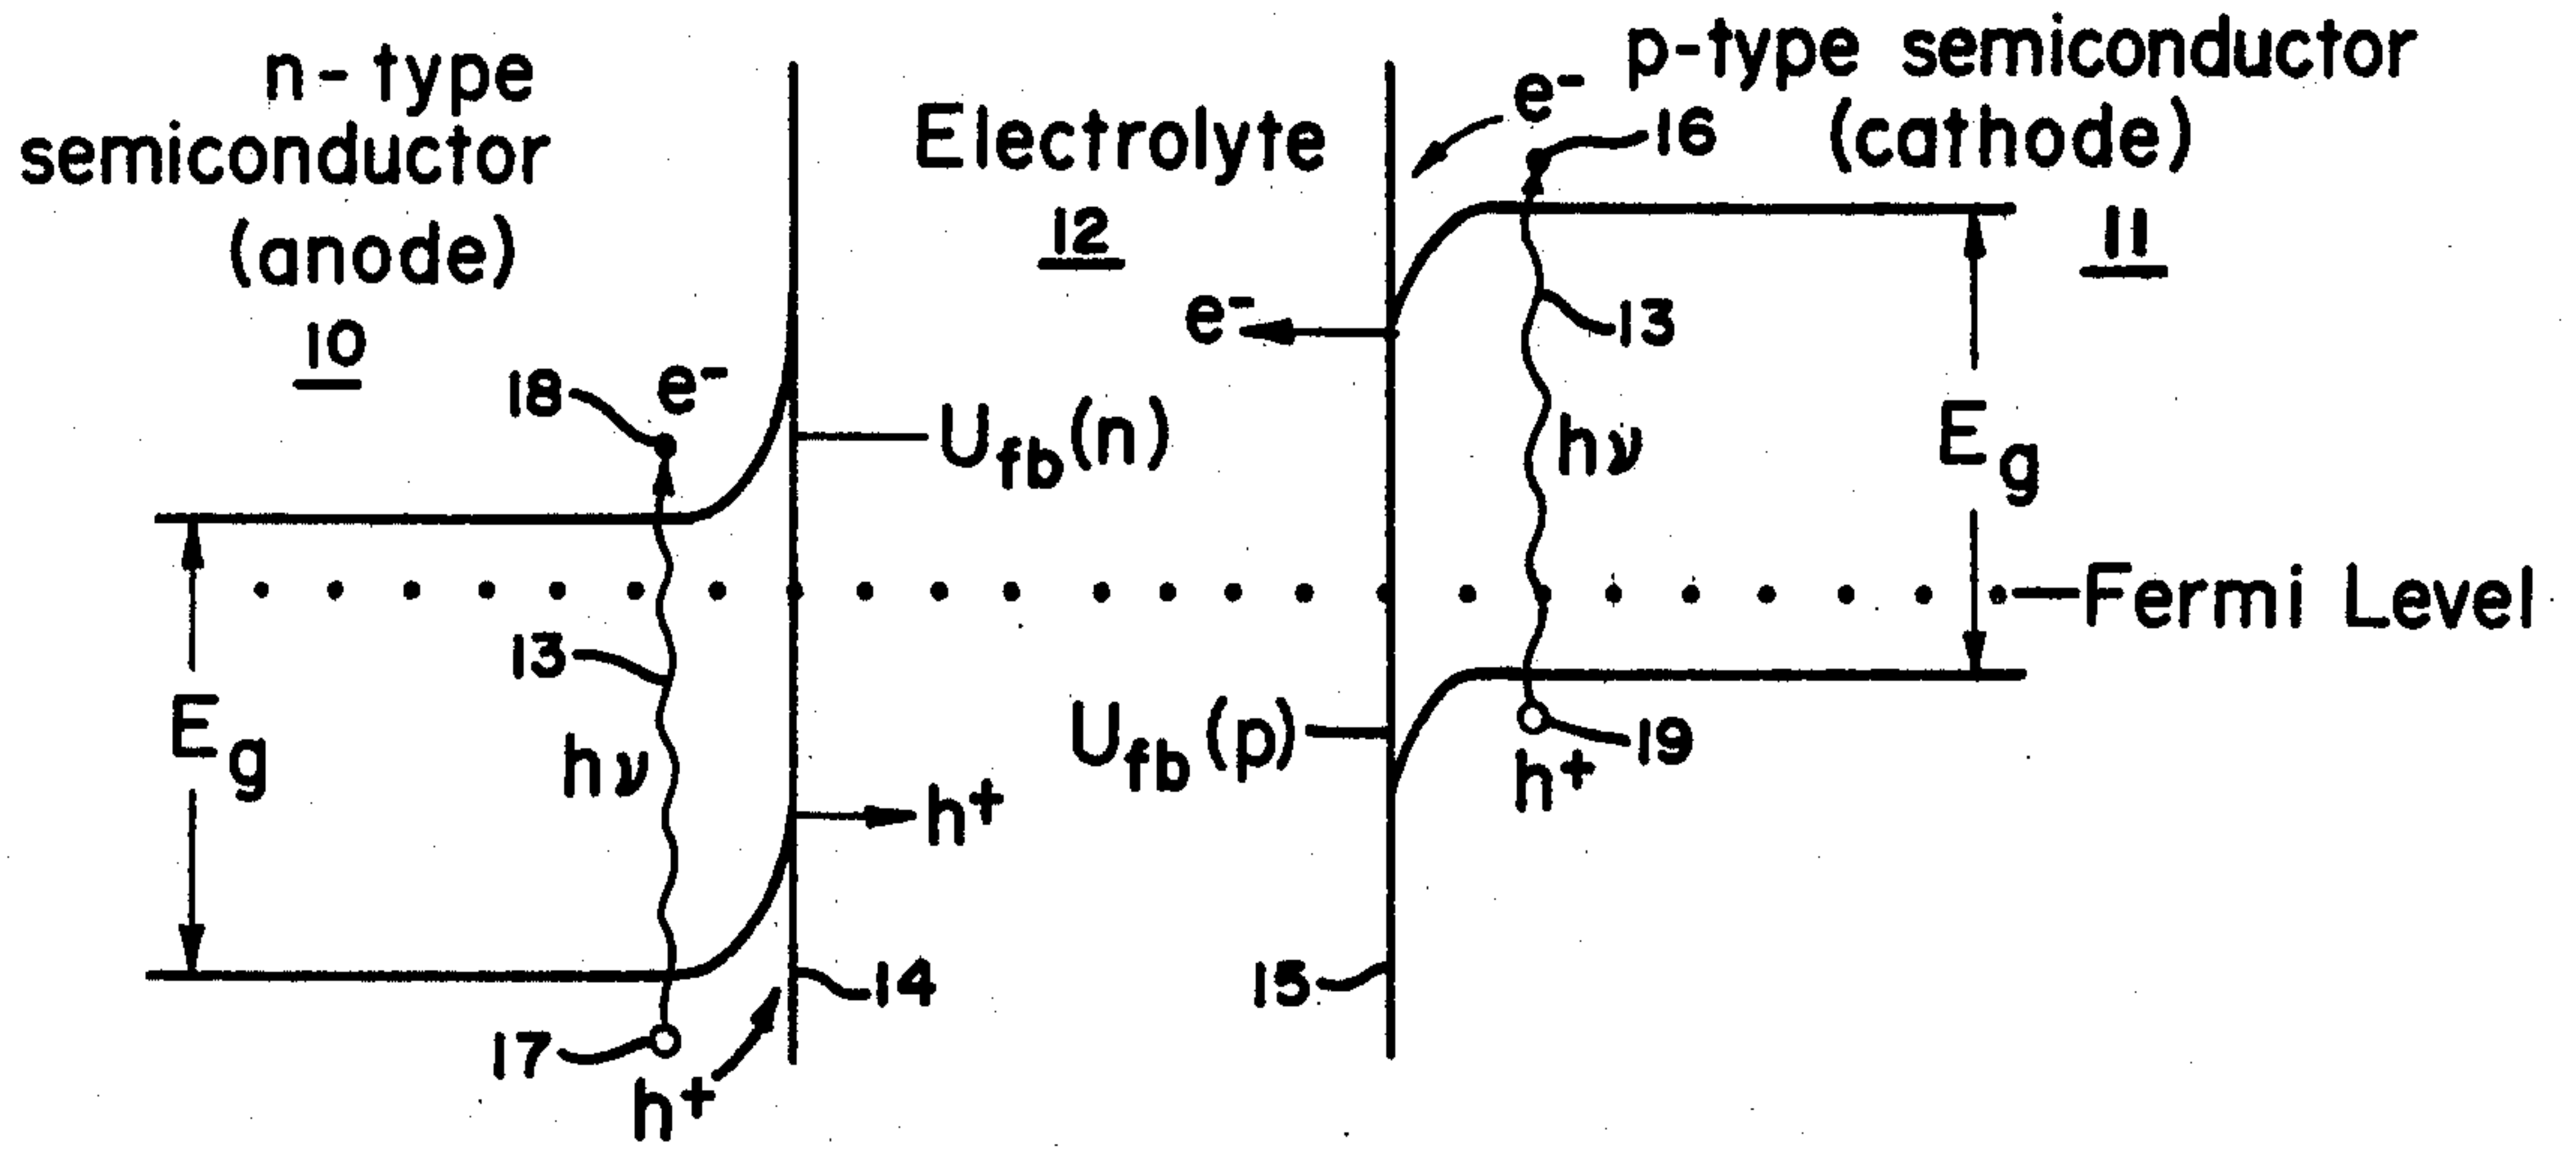 n- type
semiconductor
(anode)
10
Electrolyte
12
p-type semiconductor
(cathode)
11
e⁻
16
e⁻
13
hν
E_g
18
e⁻
U_fb(n)
Fermi Level
13
E_g
hν
h⁺
U_fb(p)
19
h⁺
14
15
17
h⁺